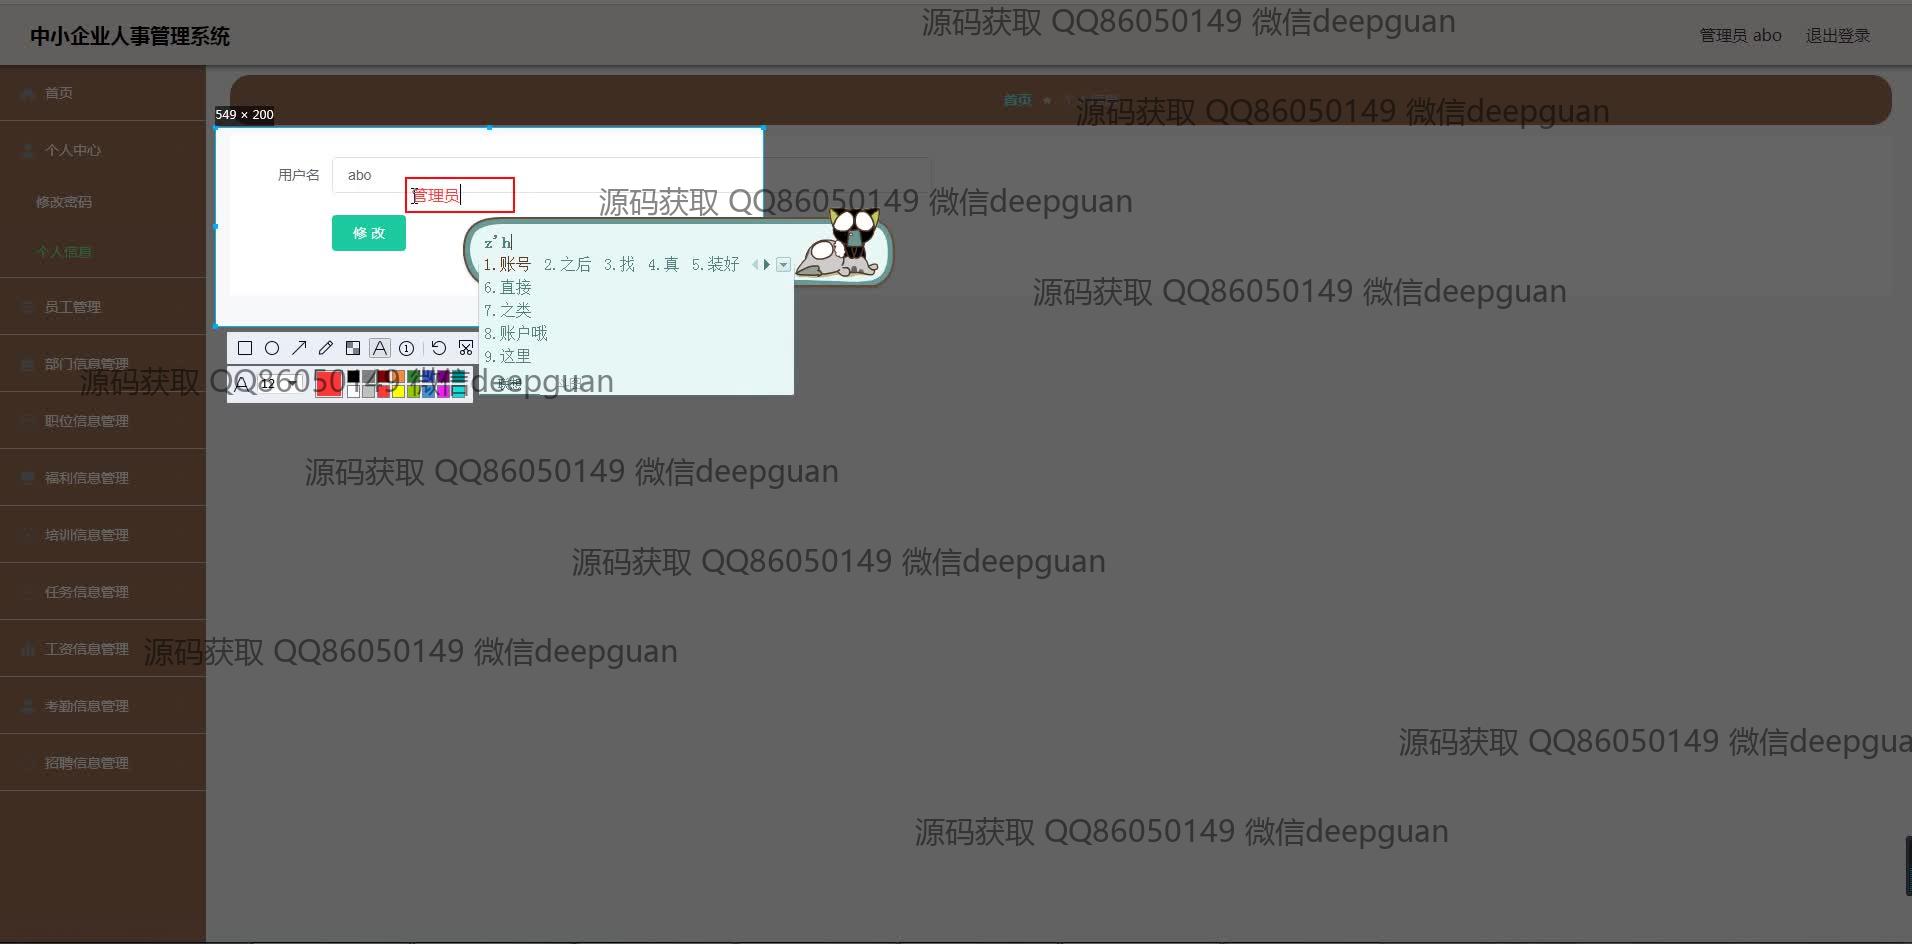 源码获取 QQ86050149 微信deepguan
中小企业人事管理系统
管理员 abo
退出登录
首页
首页
源码获取 QQ86050149 微信deepguan
549 × 200
个人中心
用户名
abo
管理员
修改密码
源码获取 QQ86050149 微信deepguan
修 改
z'h
个人信息
1.账号 2.之后 3.找 4.真 5.装好
6.直接
7.之类
8.账户哦
9.这里
源码获取 QQ86050149 微信deepguan
员工管理
部门信息管理
A 12
源码获取 QQ86050149 微信deepguan
职位信息管理
源码获取 QQ86050149 微信deepguan
福利信息管理
培训信息管理
源码获取 QQ86050149 微信deepguan
任务信息管理
工资信息管理
源码获取 QQ86050149 微信deepguan
考勤信息管理
源码获取 QQ86050149 微信deepgua
招聘信息管理
源码获取 QQ86050149 微信deepguan